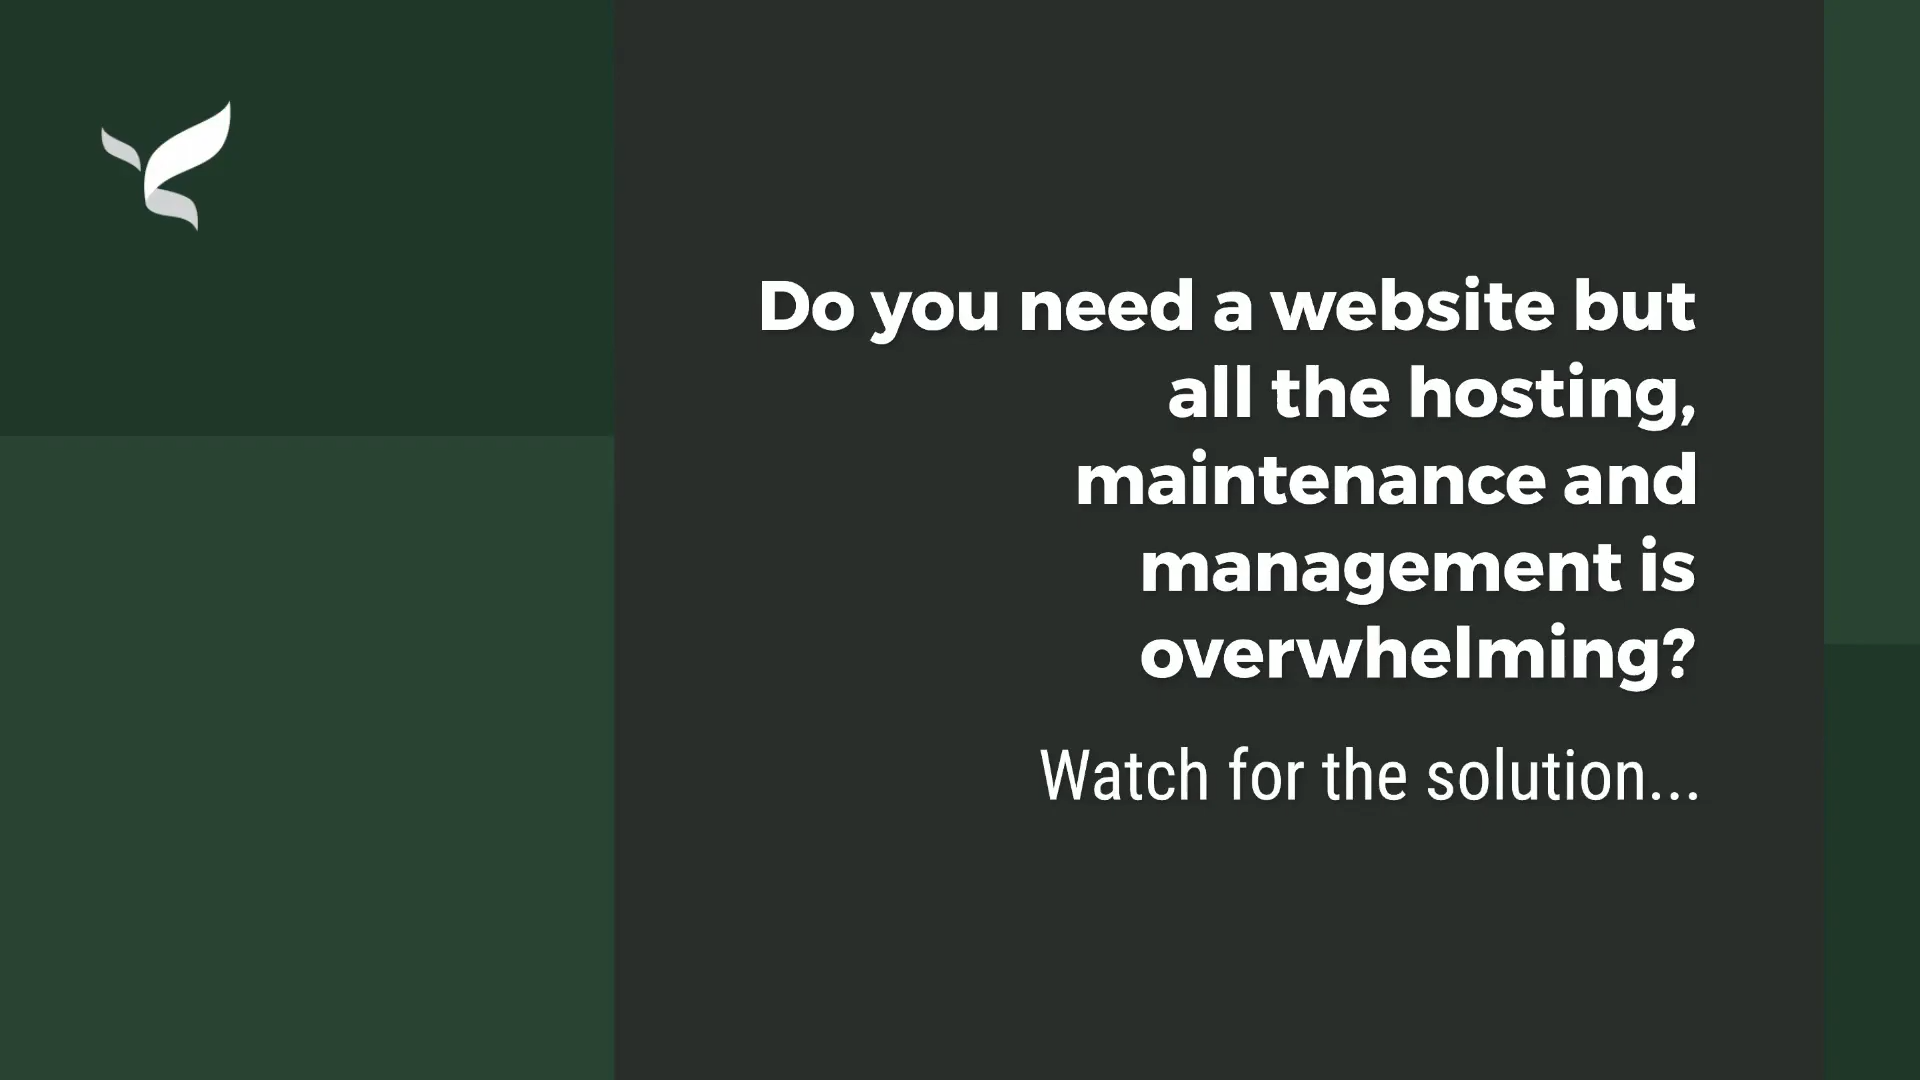 Do you need a website but
all the hosting,
maintenance and
management is
overwhelming?
Watch for the solution...